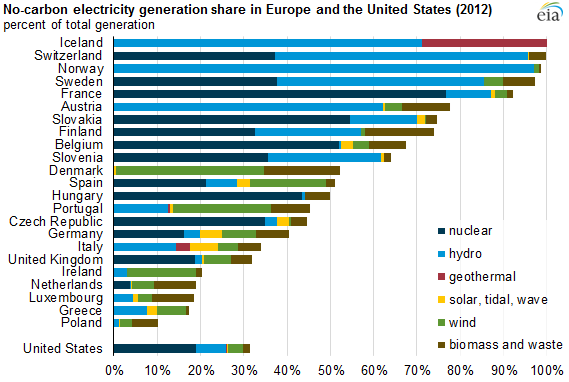 No-carbon electricity generation share in Europe and the United States (2012)
percent of total generation
eia
Iceland
Switzerland
Norway
Sweden
France
Austria
Slovakia
Finland
Belgium
Slovenia
Denmark
Spain
Hungary
Portugal
Czech Republic
Germany
Italy
United Kingdom
Ireland
Netherlands
Luxembourg
Greece
Poland
United States
nuclear
hydro
geothermal
solar, tidal, wave
wind
biomass and waste
0% 10% 20% 30% 40% 50% 60% 70% 80% 90% 100%